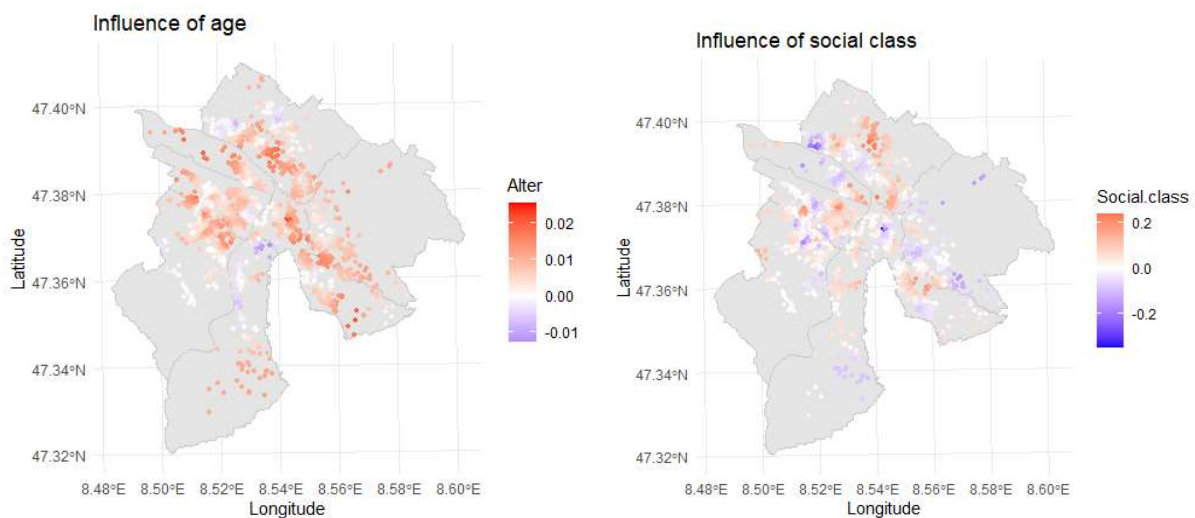 Influence of age
47.40°N
47.38°N
47.36°N
47.34°N
47.32°N
Latitude
8.48°E 8.50°E 8.52°E 8.54°E 8.56°E 8.58°E 8.60°E
Longitude
Alter
0.02
0.01
0.00
-0.01
Influence of social class
47.40°N
47.38°N
47.36°N
47.34°N
47.32°N
Latitude
8.48°E 8.50°E 8.52°E 8.54°E 8.56°E 8.58°E 8.60°E
Longitude
Social.class
0.2
0.0
-0.2